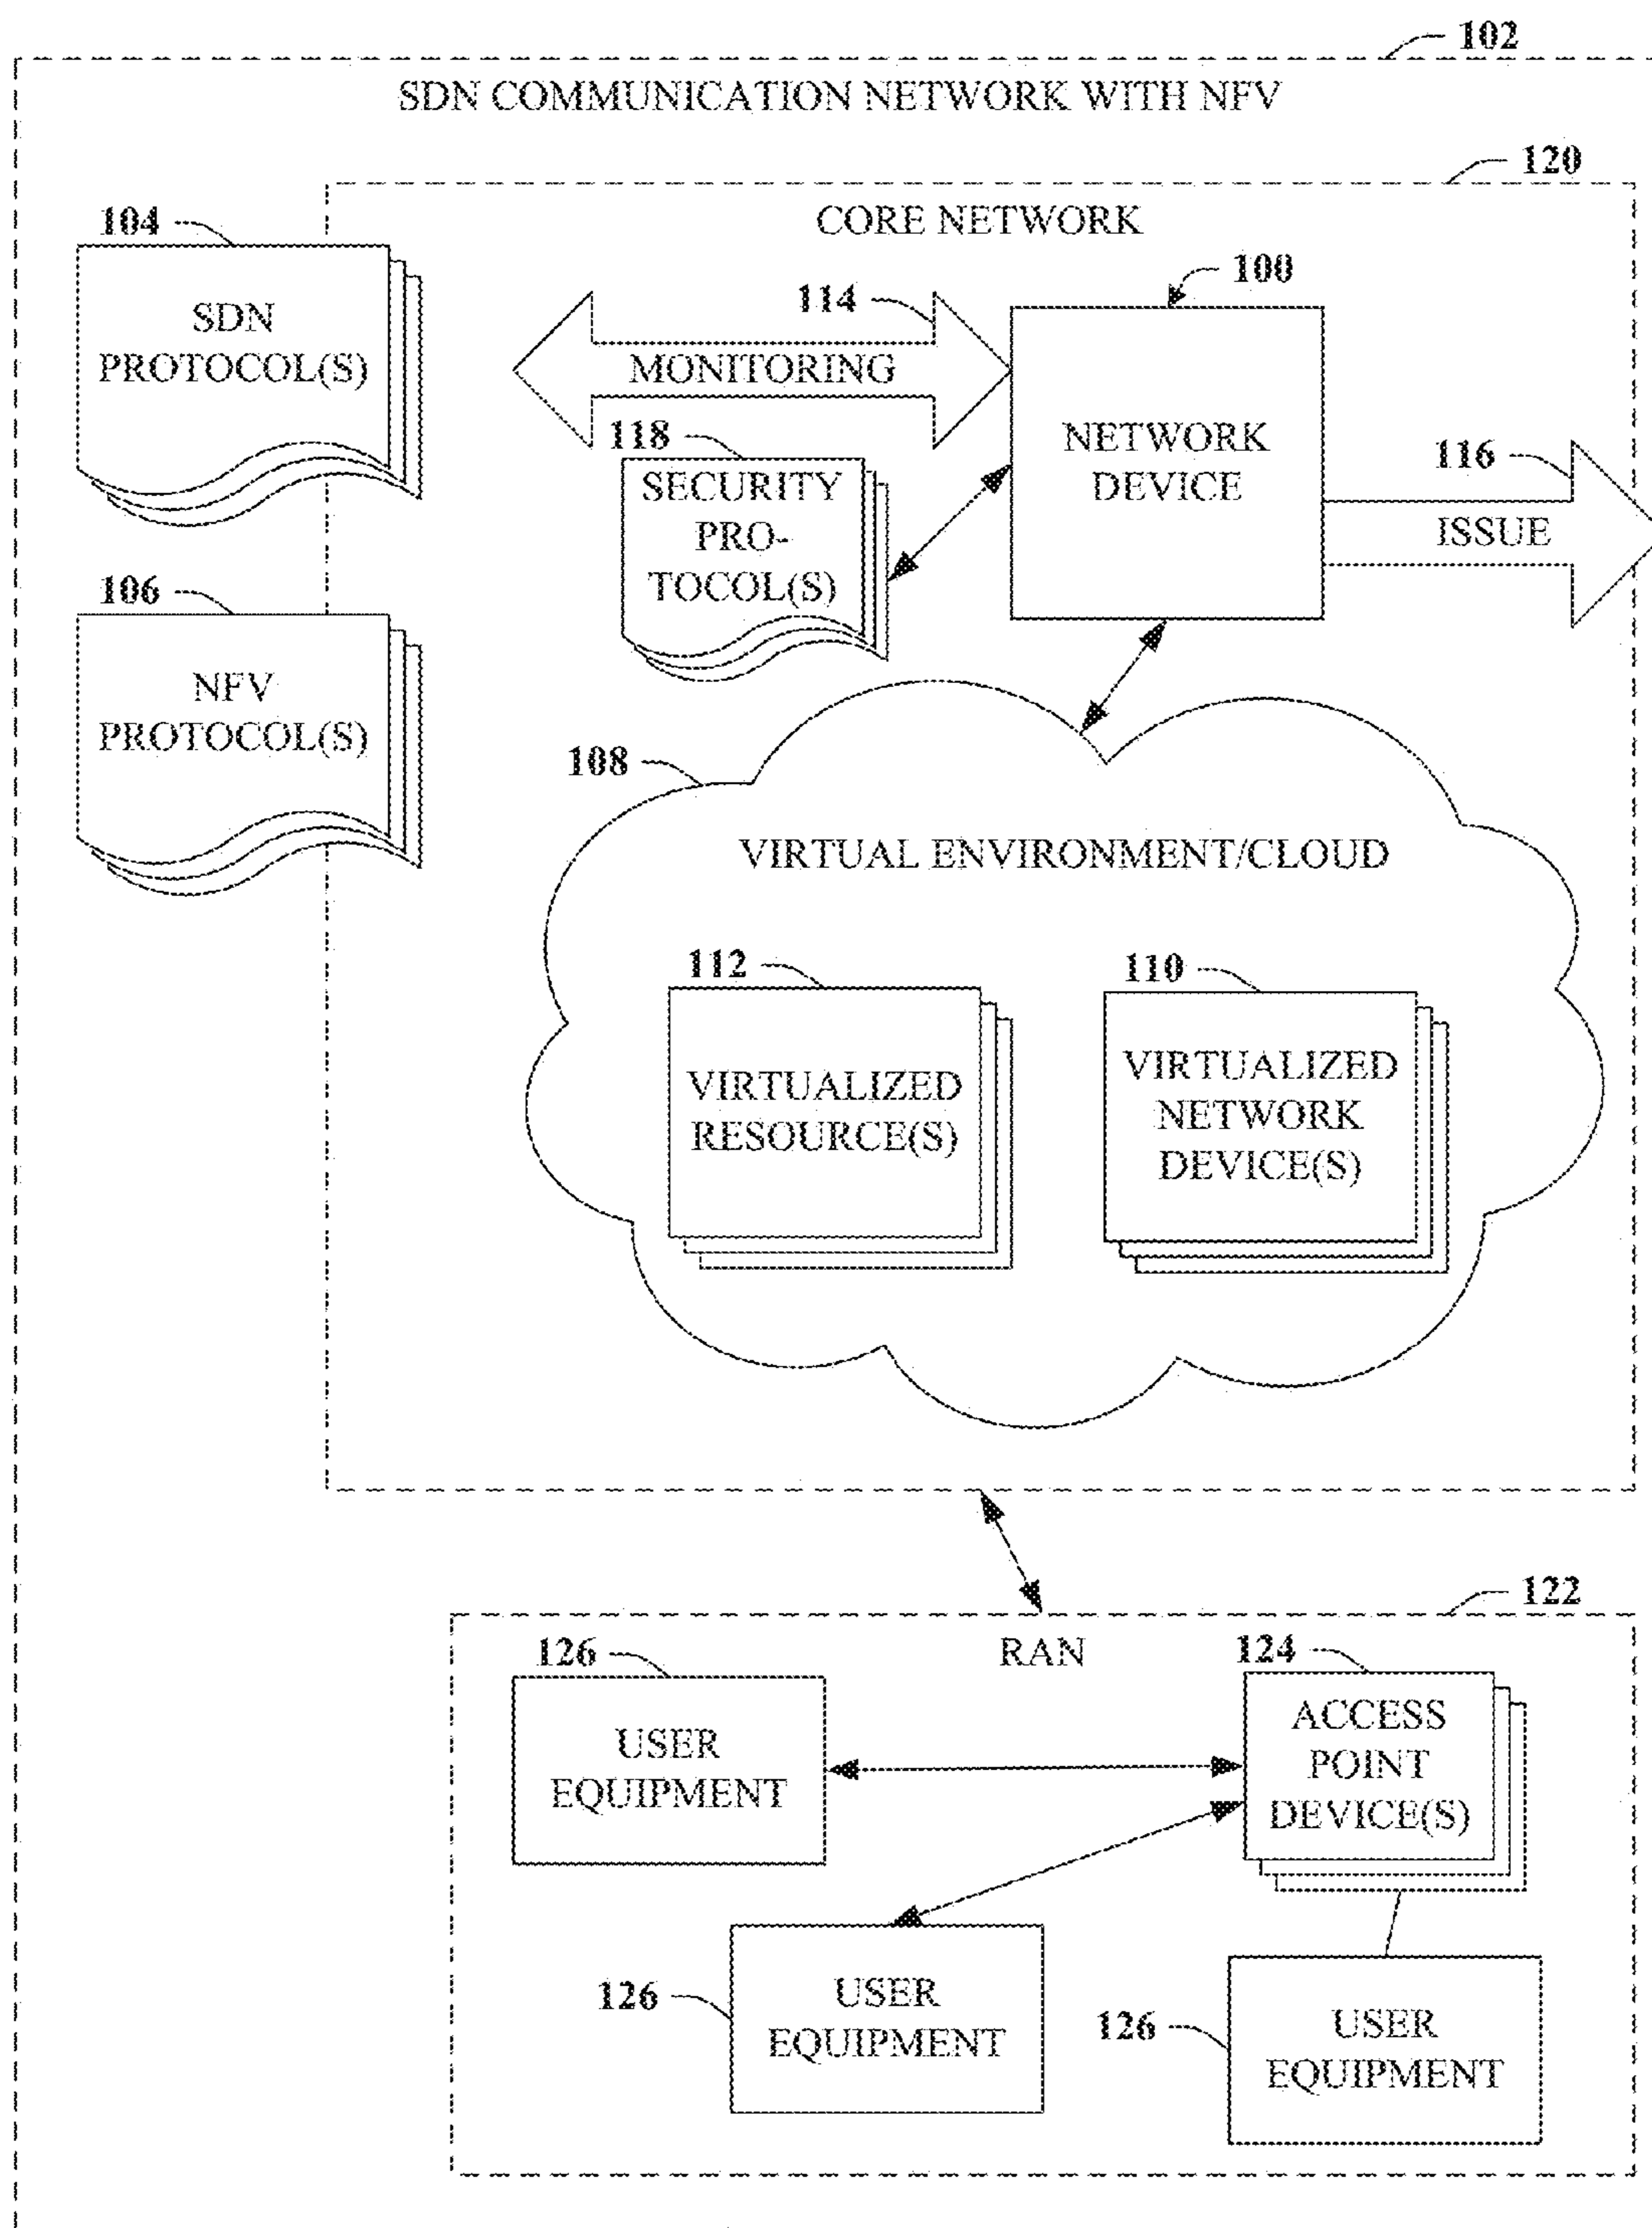 102
SDN COMMUNICATION NETWORK WITH NFV
120
CORE NETWORK
104
SDN
PROTOCOL(S)
114
MONITORING
100
NETWORK
DEVICE
116
ISSUE
118
SECURITY
PRO-
TOCOL(S)
106
NFV
PROTOCOL(S)
108
VIRTUAL ENVIRONMENT/CLOUD
112
VIRTUALIZED
RESOURCE(S)
110
VIRTUALIZED
NETWORK
DEVICE(S)
122
RAN
126
USER
EQUIPMENT
124
ACCESS
POINT
DEVICE(S)
126
USER
EQUIPMENT
126
USER
EQUIPMENT